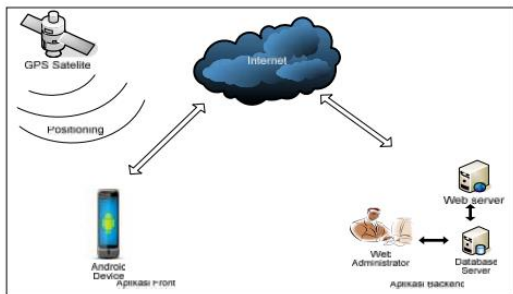 GPS Satelite
Internet
Positioning
Web server
Android
Device
Aplikasi Front
Web
Administrator
Database
Server
Aplikasi Backend